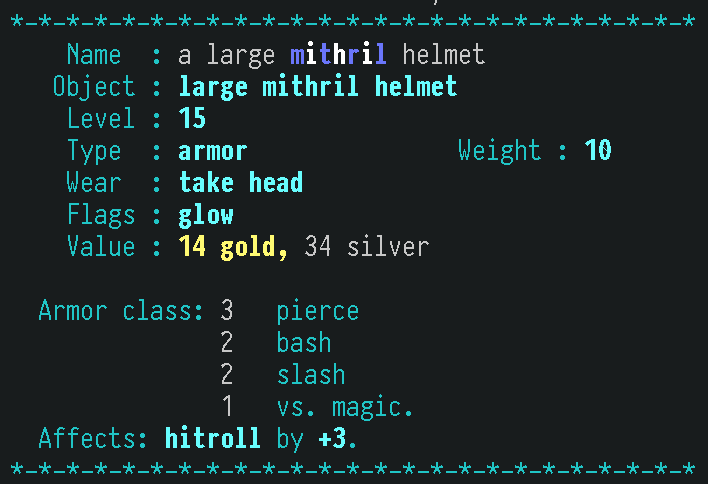 *-*-*-*-*-*-*-*-*-*-*-*-*-*-*-*-*-*-*-*-*-*-*-*-*
Name : a large mithril helmet
Object : large mithril helmet
Level : 15
Type : armor Weight : 10
Wear : take head
Flags : glow
Value : 14 gold, 34 silver
Armor class: 3 pierce
2 bash
2 slash
1 vs. magic.
Affects: hitroll by +3.
*-*-*-*-*-*-*-*-*-*-*-*-*-*-*-*-*-*-*-*-*-*-*-*-*